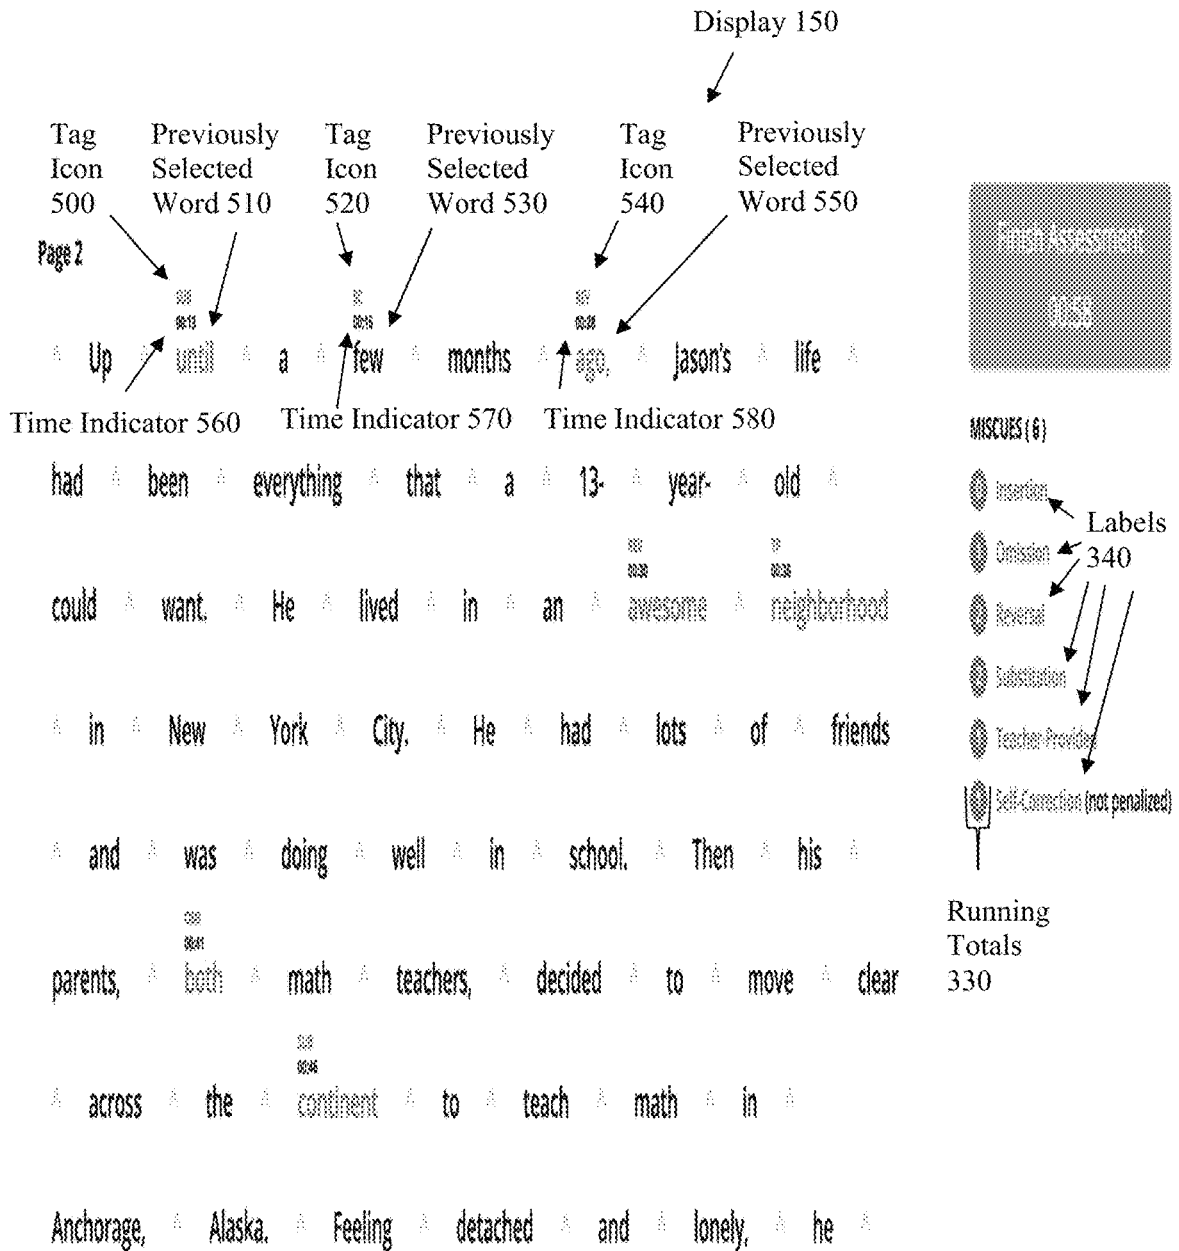 Display 150
Tag Icon 500
Previously Selected Word 510
Tag Icon 520
Previously Selected Word 530
Tag Icon 540
Previously Selected Word 550
Page 2
Up ^ until ^ a ^ few ^ months ^ ago, ^ Jason's ^ life ^
Time Indicator 560
Time Indicator 570
Time Indicator 580
had ^ been ^ everything ^ that ^ a ^ 13- ^ year- ^ old ^
could ^ want. ^ He ^ lived ^ in ^ an ^ awesome ^ neighborhood
^ in ^ New ^ York ^ City. ^ He ^ had ^ lots ^ of ^ friends
^ and ^ was ^ doing ^ well ^ in ^ school. ^ Then ^ his ^
parents, ^ both ^ math ^ teachers, ^ decided ^ to ^ move ^ clear
^ across ^ the ^ continent ^ to ^ teach ^ math ^ in ^
Anchorage, ^ Alaska. ^ Feeling ^ detached ^ and ^ lonely, ^ he ^
Assessment
00:58
MISCUES ( 6 )
Insertion
Omission
Reversal
Substitution
Teacher-Provided
Self-Correction (not penalized)
Labels 340
Running Totals 330